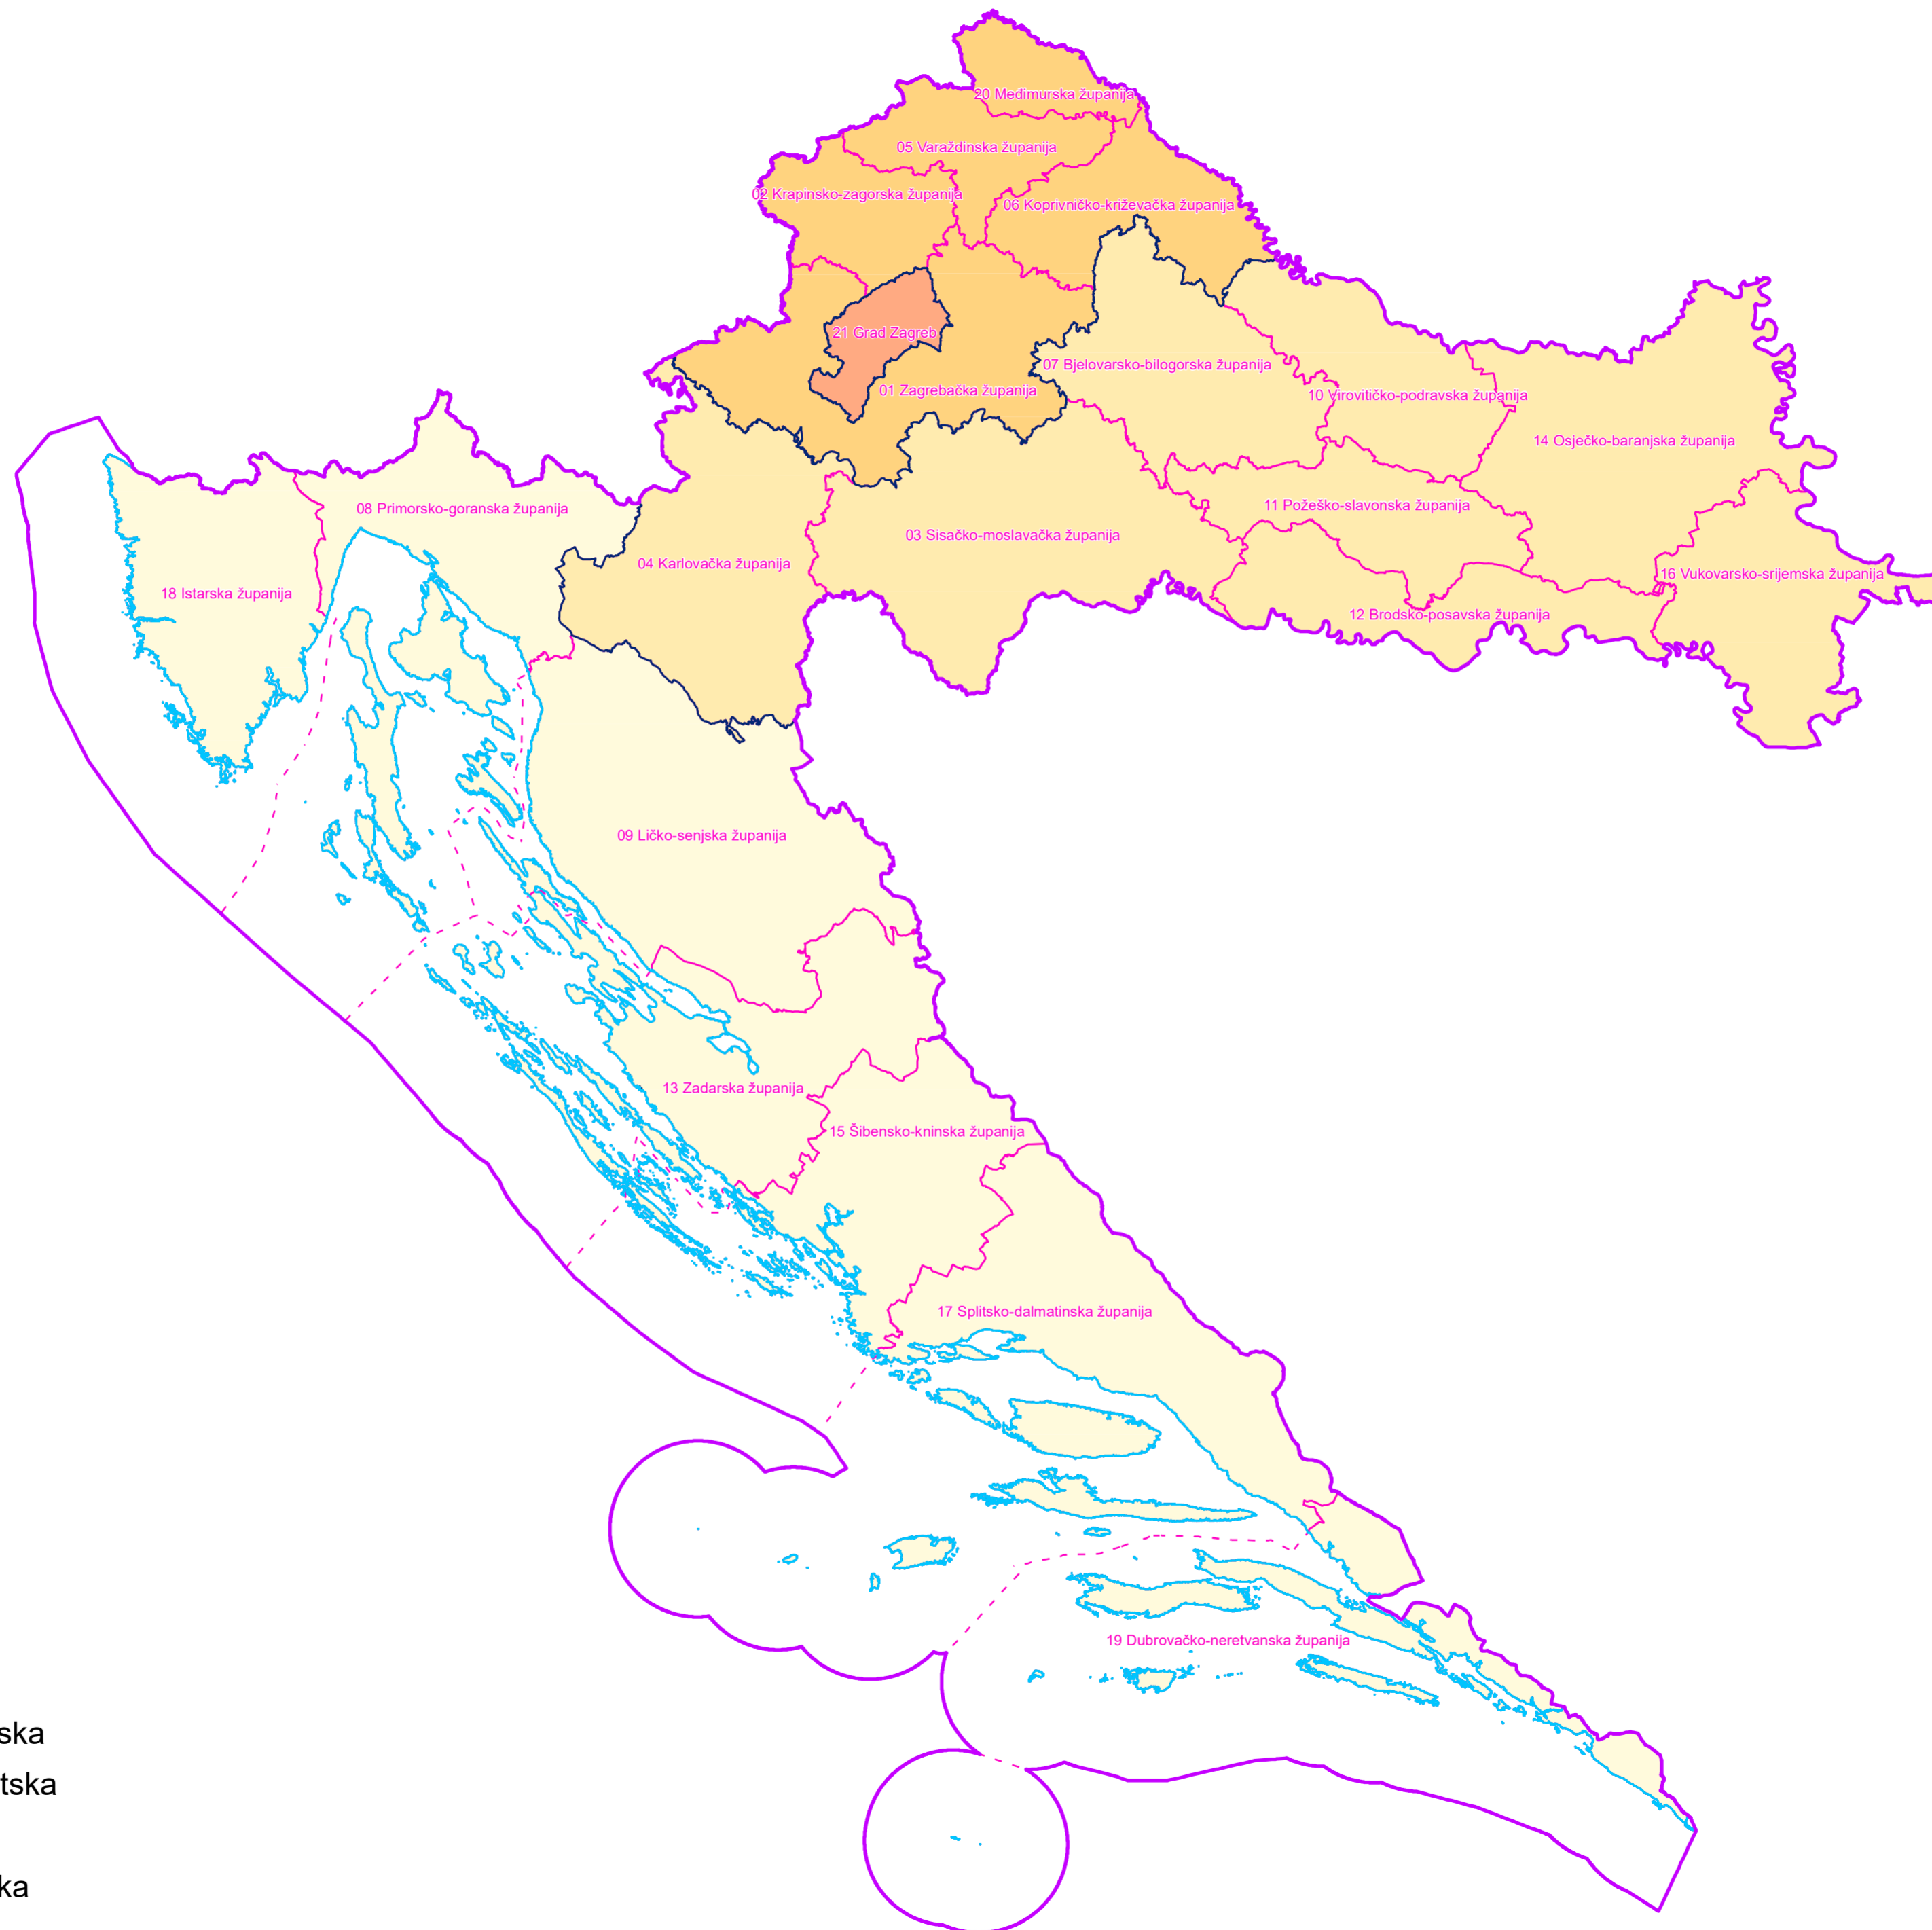 20 Međimurska županija
05 Varaždinska županija
02 Krapinsko-zagorska županija
06 Koprivničko-križevačka županija
21 Grad Zagreb
07 Bjelovarsko-bilogorska županija
01 Zagrebačka županija
10 Virovitičko-podravska županija
14 Osječko-baranjska županija
08 Primorsko-goranska županija
11 Požeško-slavonska županija
03 Sisačko-moslavačka županija
04 Karlovačka županija
16 Vukovarsko-srijemska županija
18 Istarska županija
12 Brodsko-posavska županija
09 Ličko-senjska županija
13 Zadarska županija
15 Šibensko-kninska županija
17 Splitsko-dalmatinska županija
19 Dubrovačko-neretvanska županija
ska
tska
ka